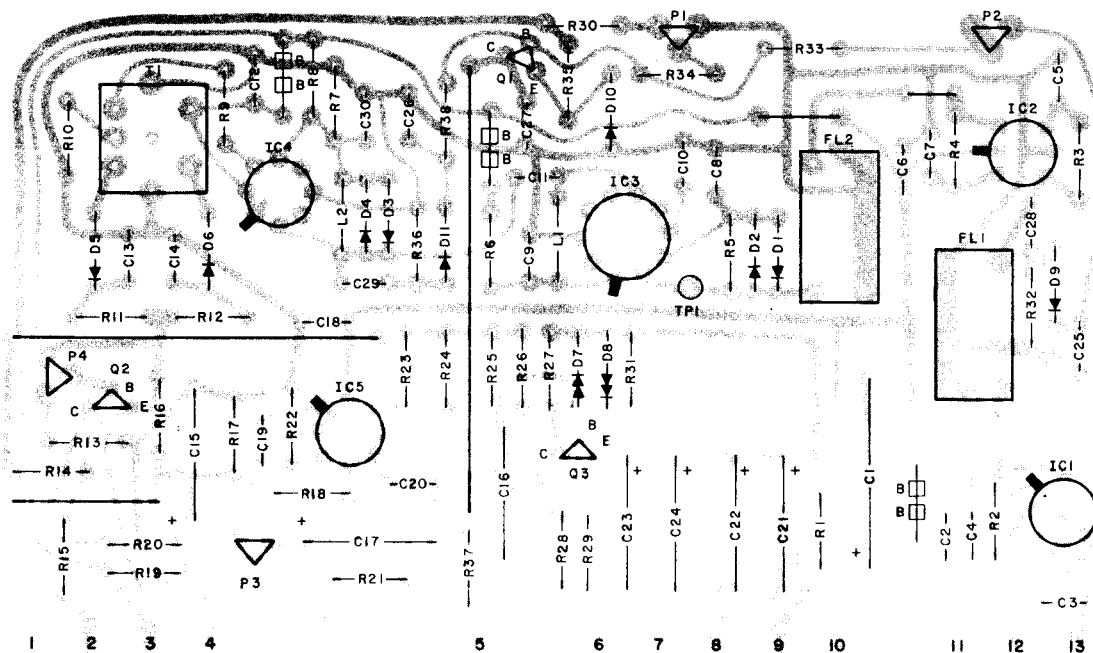 R30
P1
P2
B
C
Q1
E
R35
R33
R34
C5
T1
C12
B
B
R8
R9
R7
C30
C26
R38
D10
R10
C27
IC2
IC4
B
B
FL2
C6
C7
R4
R3
C11
IC3
C10
C8
L2
D4
D3
C28
D5
C13
C14
D6
R36
D11
R6
C9
L1
R5
D2
D1
FL1
D9
C29
TP1
R32
R11
R12
C18
C25
P4
Q2
B
C
E
R16
R23
R24
R25
R26
R27
D7
D8
R31
IC5
R13
C15
R17
C19
R22
B
E
C
Q3
R14
R18
C20
C16
+
+
+
+
C1
B
B
IC1
R15
+
+
R20
R19
P3
C17
R21
R37
R28
R29
C23
C24
C22
C21
R1
+
C2
C4
R2
C3
1 2 3 4 5 6 7 8 9 10 11 12 13